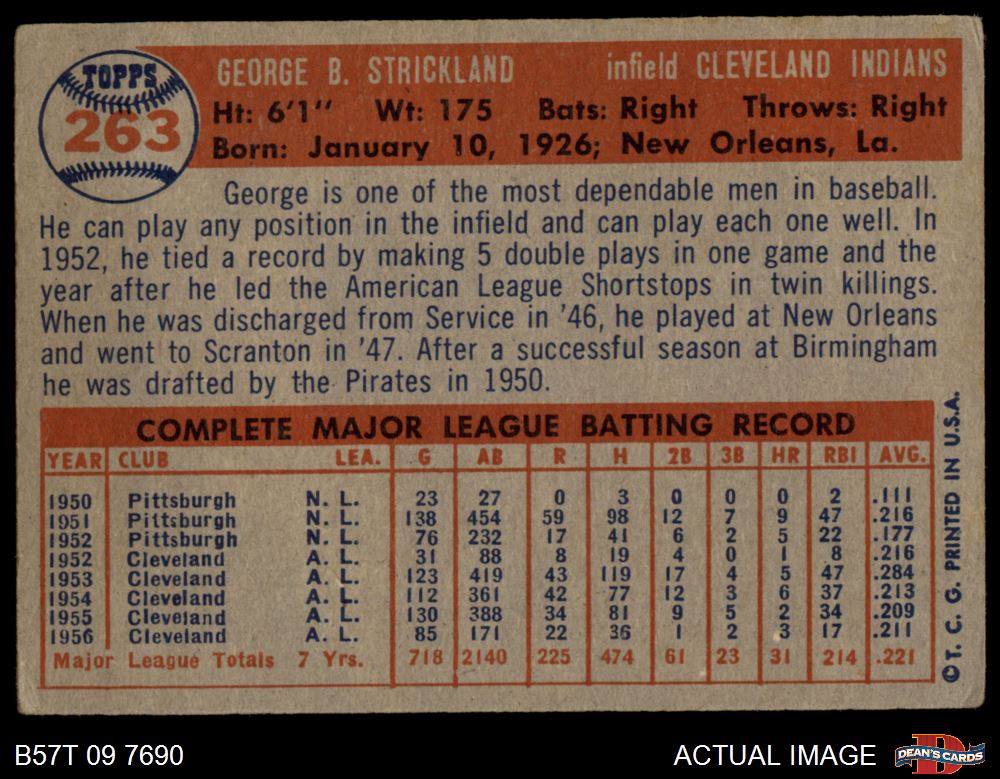 TOPPS
263
GEORGE B. STRICKLAND infield CLEVELAND INDIANS
Ht: 6'1" Wt: 175 Bats: Right Throws: Right
Born: January 10, 1926; New Orleans, La.
George is one of the most dependable men in baseball.
He can play any position in the infield and can play each one well. In
1952, he tied a record by making 5 double plays in one game and the
year after he led the American League Shortstops in twin killings.
When he was discharged from Service in '46, he played at New Orleans
and went to Scranton in '47. After a successful season at Birmingham
he was drafted by the Pirates in 1950.
COMPLETE MAJOR LEAGUE BATTING RECORD
YEAR CLUB LEA. G AB R H 2B 3B HR RBI AVG.
1950 Pittsburgh N. L. 23 27 0 3 0 0 0 2 .111
1951 Pittsburgh N. L. 138 454 59 98 12 7 9 47 .216
1952 Pittsburgh N. L. 76 232 17 41 6 2 5 22 .177
1952 Cleveland A. L. 31 88 8 19 4 0 1 8 .216
1953 Cleveland A. L. 123 419 43 119 17 4 5 47 .284
1954 Cleveland A. L. 112 361 42 77 12 3 6 37 .213
1955 Cleveland A. L. 130 388 34 81 9 5 2 34 .209
1956 Cleveland A. L. 85 171 22 36 1 2 3 17 .211
Major League Totals 7 Yrs. 718 2140 225 474 61 23 31 214 .221
©T. C. G. PRINTED IN U.S.A.
B57T 09 7690
ACTUAL IMAGE
DEAN'S CARDS